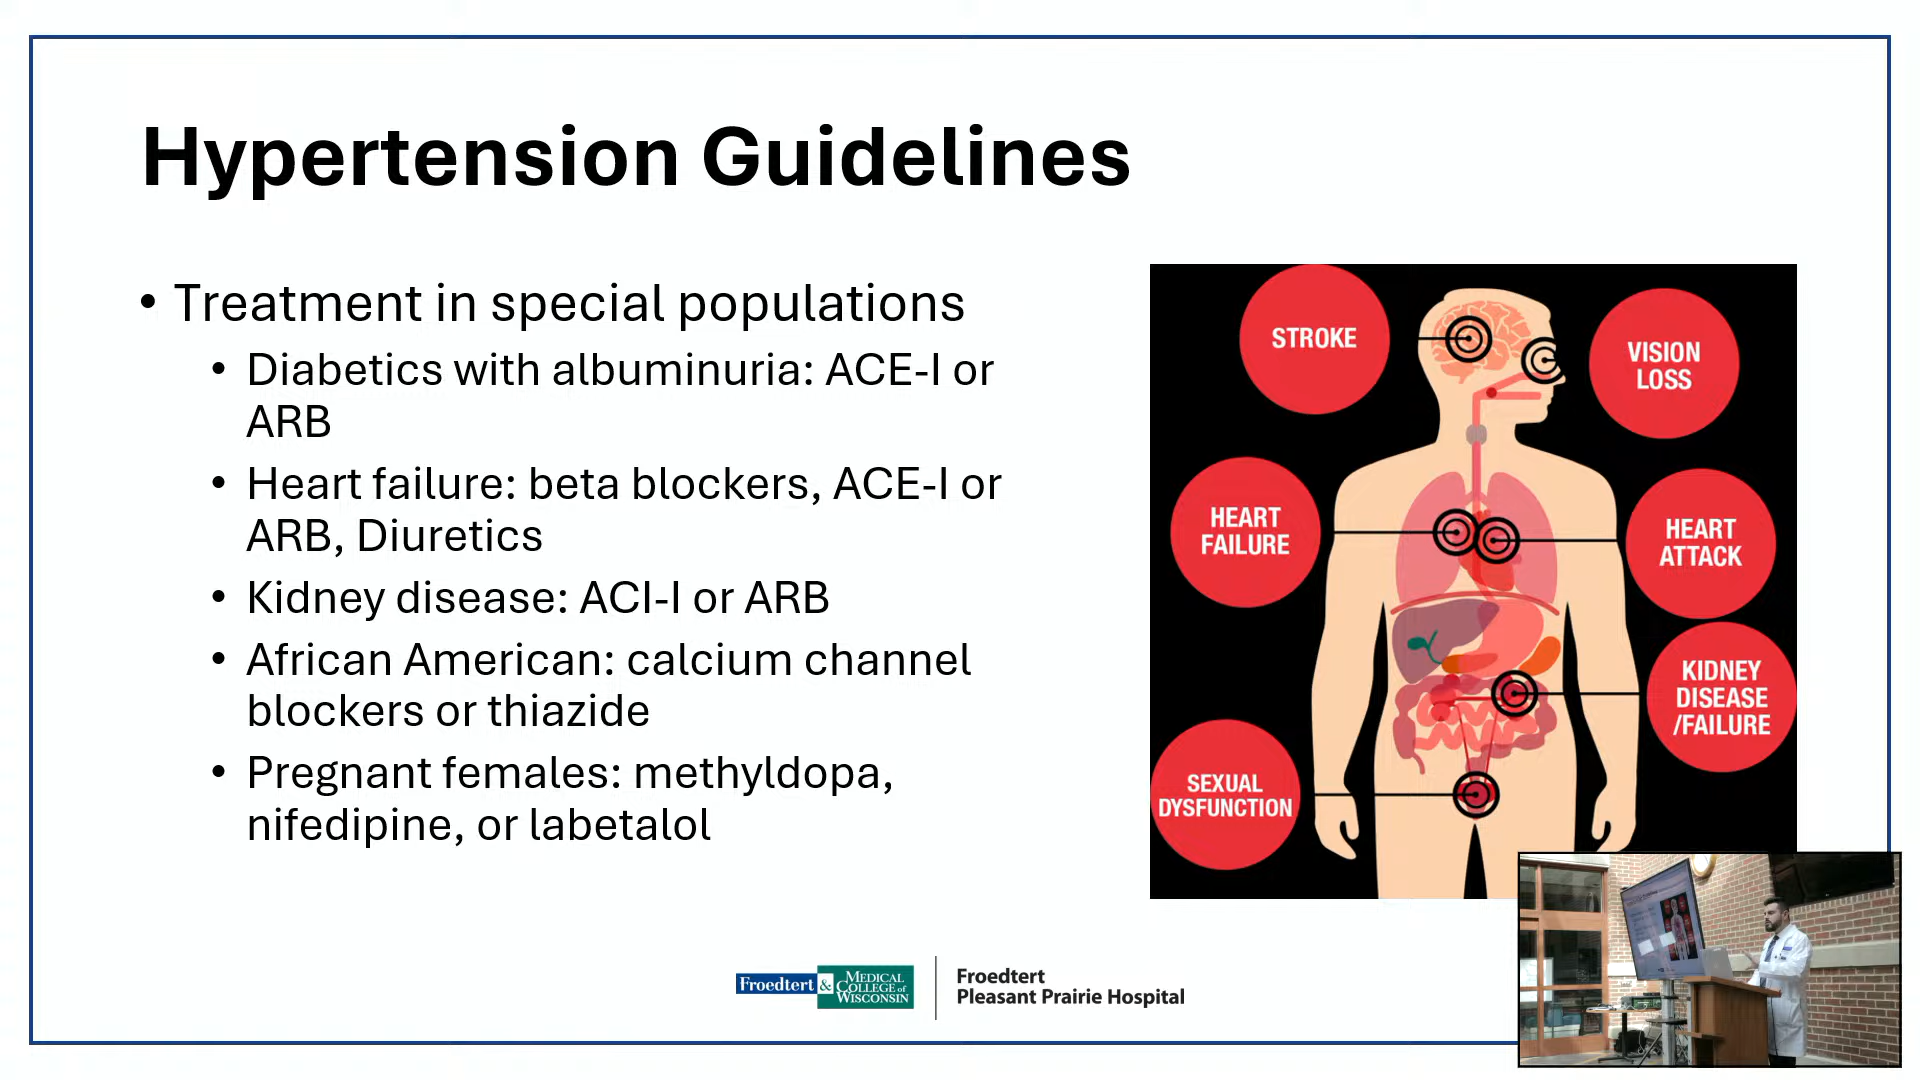 Hypertension Guidelines
• Treatment in special populations
• Diabetics with albuminuria: ACE-I or
ARB
• Heart failure: beta blockers, ACE-I or
ARB, Diuretics
• Kidney disease: ACI-I or ARB
• African American: calcium channel
blockers or thiazide
• Pregnant females: methyldopa,
nifedipine, or labetalol
STROKE
VISION
LOSS
HEART
FAILURE
HEART
ATTACK
KIDNEY
DISEASE
/FAILURE
SEXUAL
DYSFUNCTION
Froedtert &
MEDICAL
COLLEGE of
WISCONSIN
Froedtert
Pleasant Prairie Hospital